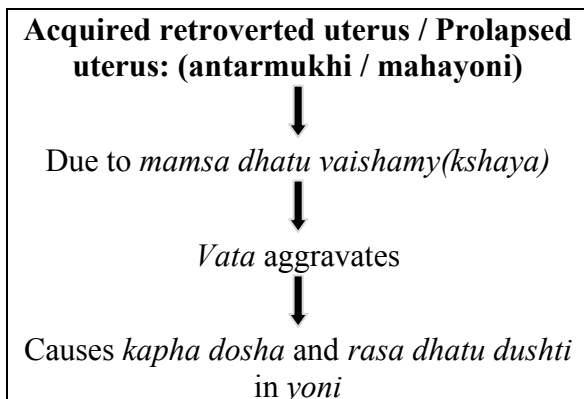 Acquired retroverted uterus / Prolapsed
uterus: (antarmukhi / mahayoni)
Due to mamsa dhatu vaishamy(kshaya)
Vata aggravates
Causes kapha dosha and rasa dhatu dushti
in yoni